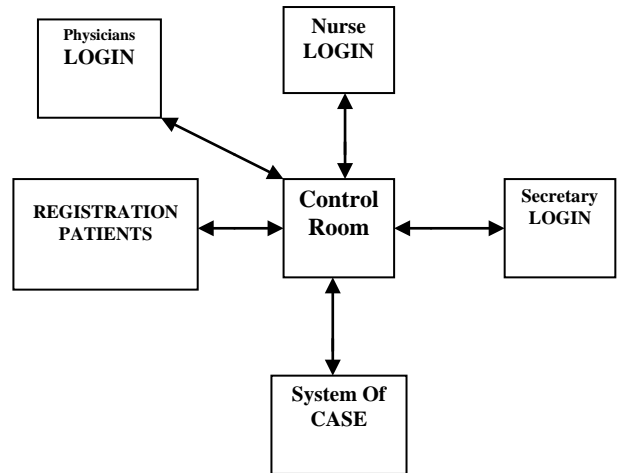 Physicians
LOGIN
Nurse
LOGIN
REGISTRATION
PATIENTS
Control
Room
Secretary
LOGIN
System Of
CASE